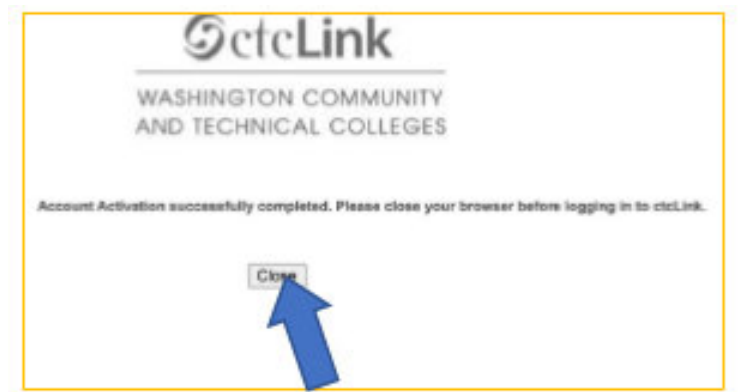 ctcLink
WASHINGTON COMMUNITY
AND TECHNICAL COLLEGES
Account Activation successfully completed. Please close your browser before logging in to ctcLink.
Close